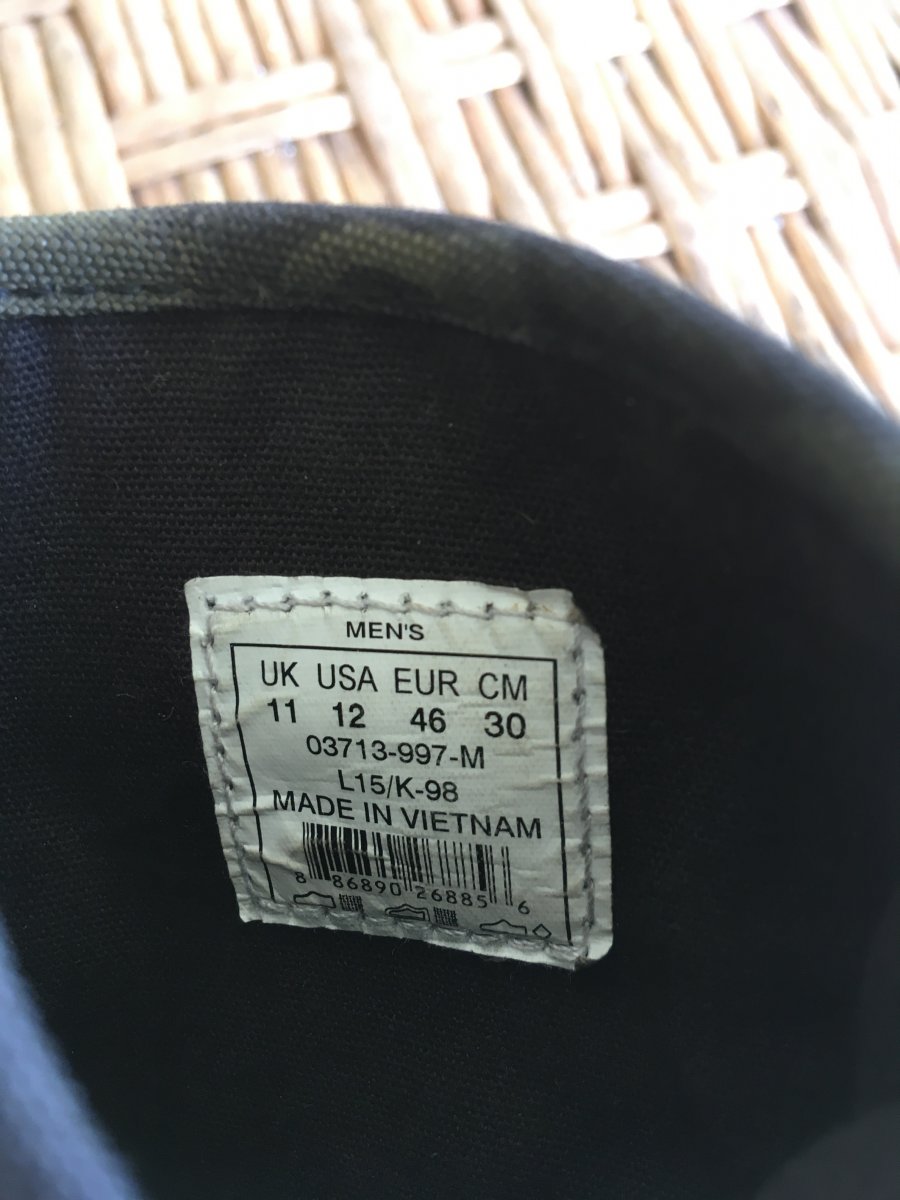 MEN'S
UK USA EUR CM
11 12 46 30
03713-997-M
L15/K-98
MADE IN VIETNAM
8 86890 26885 6